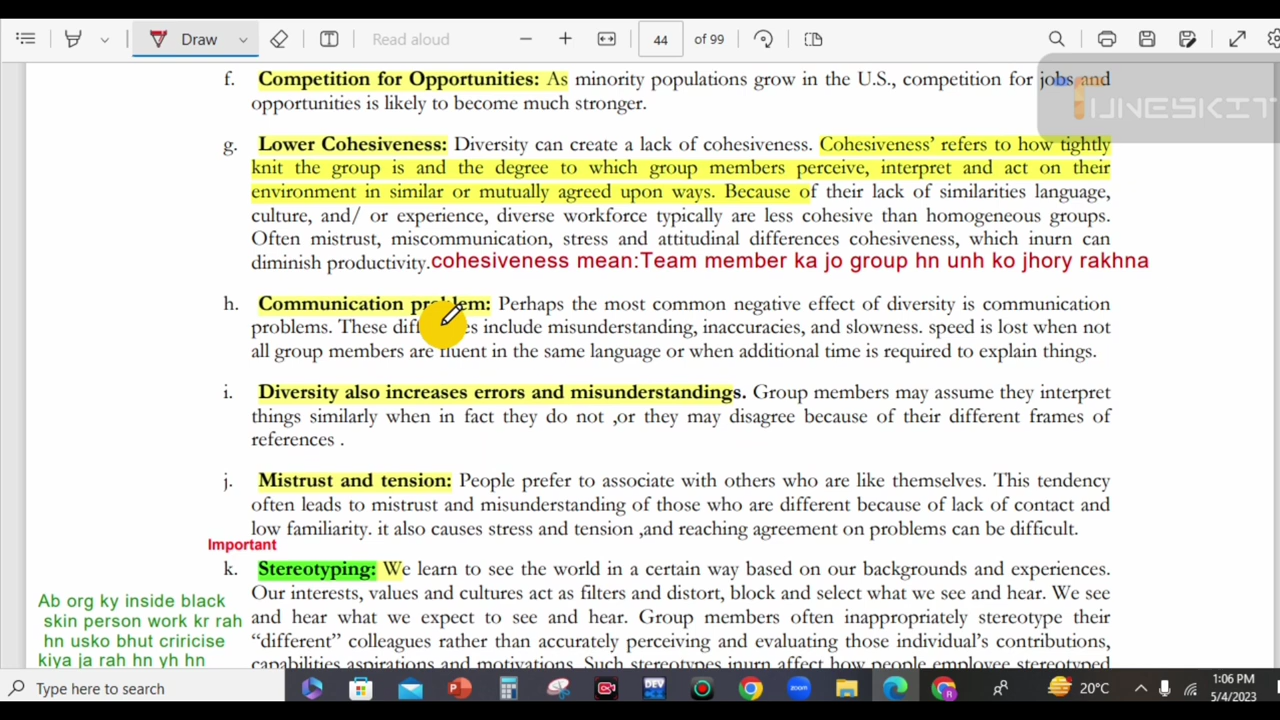 Draw
Read aloud
44
of 99
f. Competition for Opportunities: As minority populations grow in the U.S., competition for jobs and
opportunities is likely to become much stronger.
g. Lower Cohesiveness: Diversity can create a lack of cohesiveness. Cohesiveness' refers to how tightly
knit the group is and the degree to which group members perceive, interpret and act on their
environment in similar or mutually agreed upon ways. Because of their lack of similarities language,
culture, and/ or experience, diverse workforce typically are less cohesive than homogeneous groups.
Often mistrust, miscommunication, stress and attitudinal differences cohesiveness, which inurn can
diminish productivity.cohesiveness mean:Team member ka jo group hn unh ko jhory rakhna
h. Communication problem: Perhaps the most common negative effect of diversity is communication
problems. These include misunderstanding, inaccuracies, and slowness. speed is lost when not
all group members are fluent in the same language or when additional time is required to explain things.
i. Diversity also increases errors and misunderstandings. Group members may assume they interpret
things similarly when in fact they do not ,or they may disagree because of their different frames of
references .
j. Mistrust and tension: People prefer to associate with others who are like themselves. This tendency
often leads to mistrust and misunderstanding of those who are different because of lack of contact and
low familiarity. it also causes stress and tension ,and reaching agreement on problems can be difficult.
Important
k. Stereotyping: We learn to see the world in a certain way based on our backgrounds and experiences.
Our interests, values and cultures act as filters and distort, block and select what we see and hear. We see
and hear what we expect to see and hear. Group members often inappropriately stereotype their
"different" colleagues rather than accurately perceiving and evaluating those individual's contributions,
capabilities aspirations and motivations. Such stereotypes inurn affect how people employee stereotyped
Ab org ky inside black
skin person work kr rah
hn usko bhut criricise
kiya ja rah hn yh hn
TUNESKIT
Type here to search
DEV
zoom
20°C
1:06 PM
5/4/2023